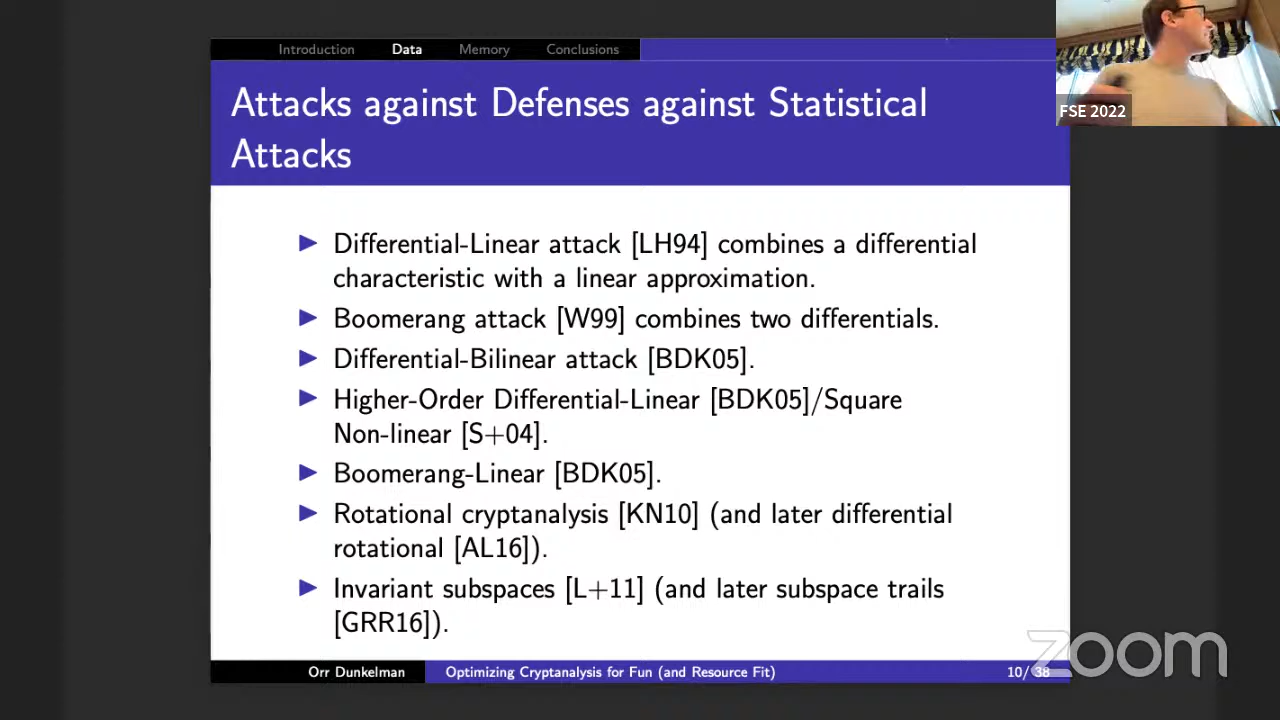 Introduction Data Memory Conclusions
Attacks against Defenses against Statistical
Attacks
FSE 2022
▶ Differential-Linear attack [LH94] combines a differential
characteristic with a linear approximation.
▶ Boomerang attack [W99] combines two differentials.
▶ Differential-Bilinear attack [BDK05].
▶ Higher-Order Differential-Linear [BDK05]/Square
Non-linear [S+04].
▶ Boomerang-Linear [BDK05].
▶ Rotational cryptanalysis [KN10] (and later differential
rotational [AL16]).
▶ Invariant subspaces [L+11] (and later subspace trails
[GRR16]).
zoom
Orr Dunkelman Optimizing Cryptanalysis for Fun (and Resource Fit) 10/ 38